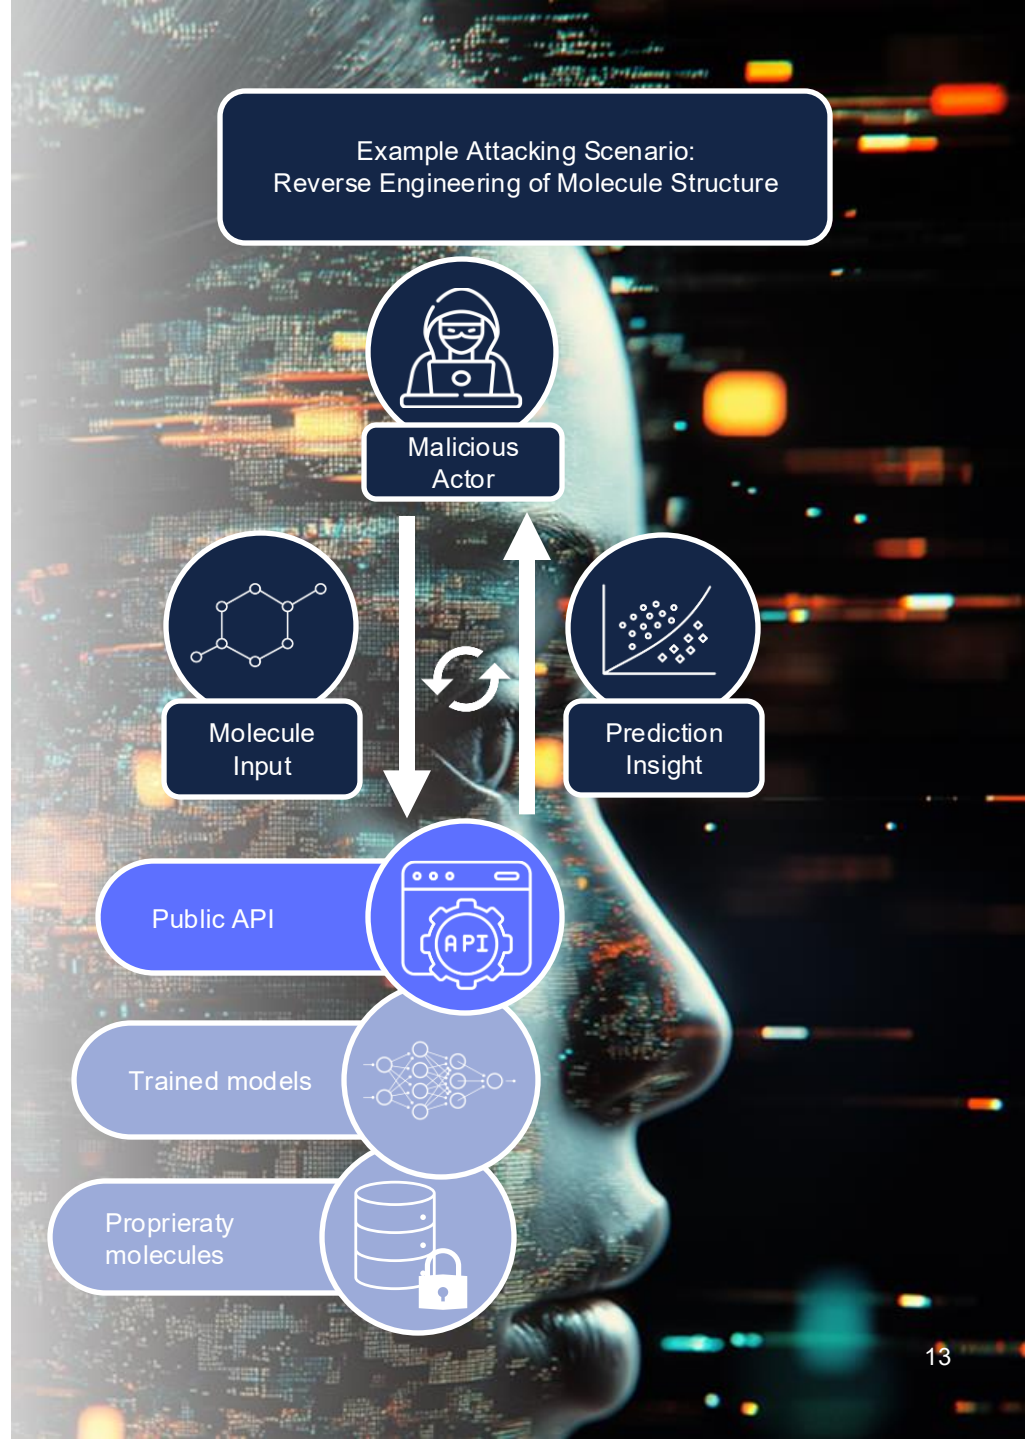 Example Attacking Scenario:
Reverse Engineering of Molecule Structure
Malicious
Actor
Molecule
Input
Prediction
Insight
Public API
API
Trained models
Proprieraty
molecules
13